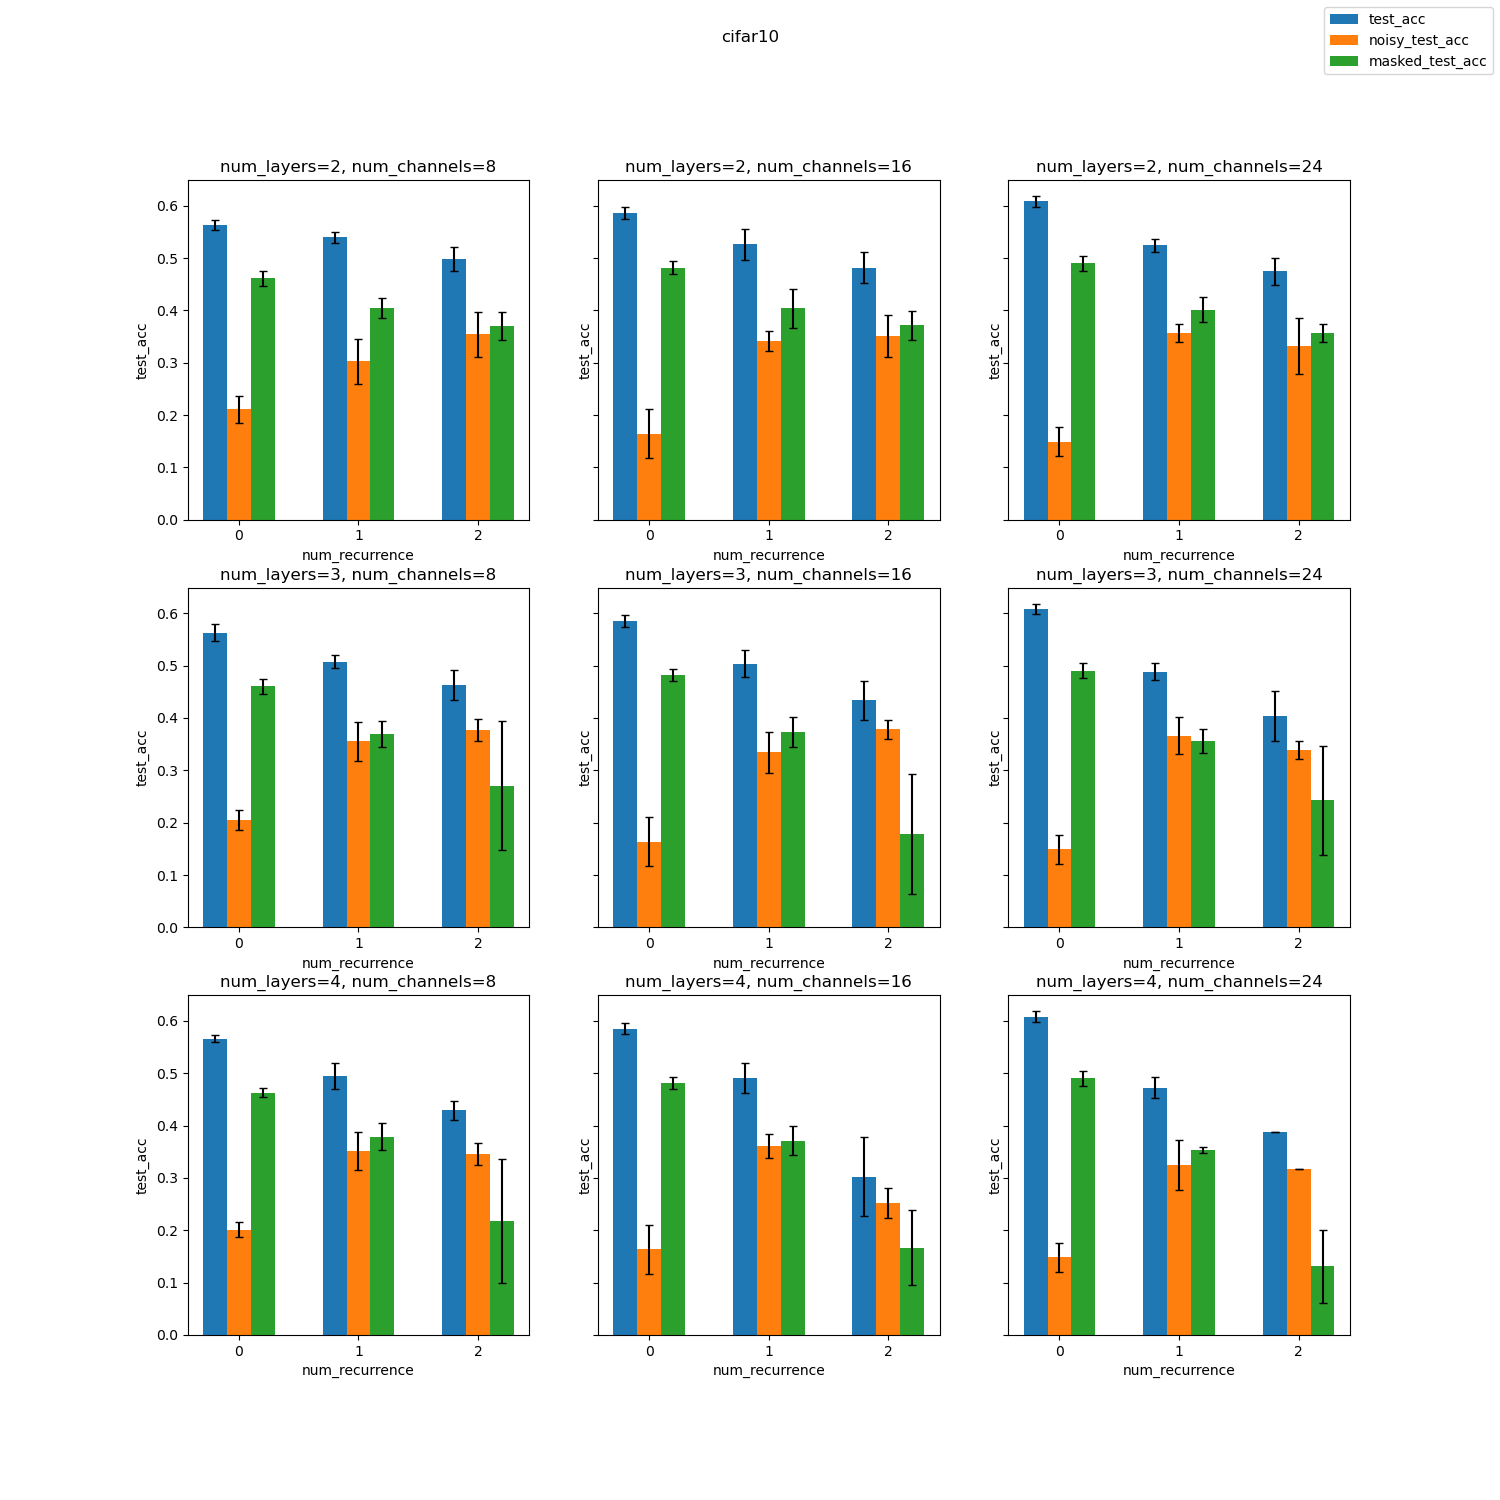 cifar10
test_acc
noisy_test_acc
masked_test_acc
num_layers=2, num_channels=8
test_acc
0.6
0.5
0.4
0.3
0.2
0.1
0.0
0 1 2
num_recurrence
num_layers=2, num_channels=16
test_acc
0 1 2
num_recurrence
num_layers=2, num_channels=24
test_acc
0 1 2
num_recurrence
num_layers=3, num_channels=8
test_acc
0.6
0.5
0.4
0.3
0.2
0.1
0.0
0 1 2
num_recurrence
num_layers=3, num_channels=16
test_acc
0 1 2
num_recurrence
num_layers=3, num_channels=24
test_acc
0 1 2
num_recurrence
num_layers=4, num_channels=8
test_acc
0.6
0.5
0.4
0.3
0.2
0.1
0.0
0 1 2
num_recurrence
num_layers=4, num_channels=16
test_acc
0 1 2
num_recurrence
num_layers=4, num_channels=24
test_acc
0 1 2
num_recurrence